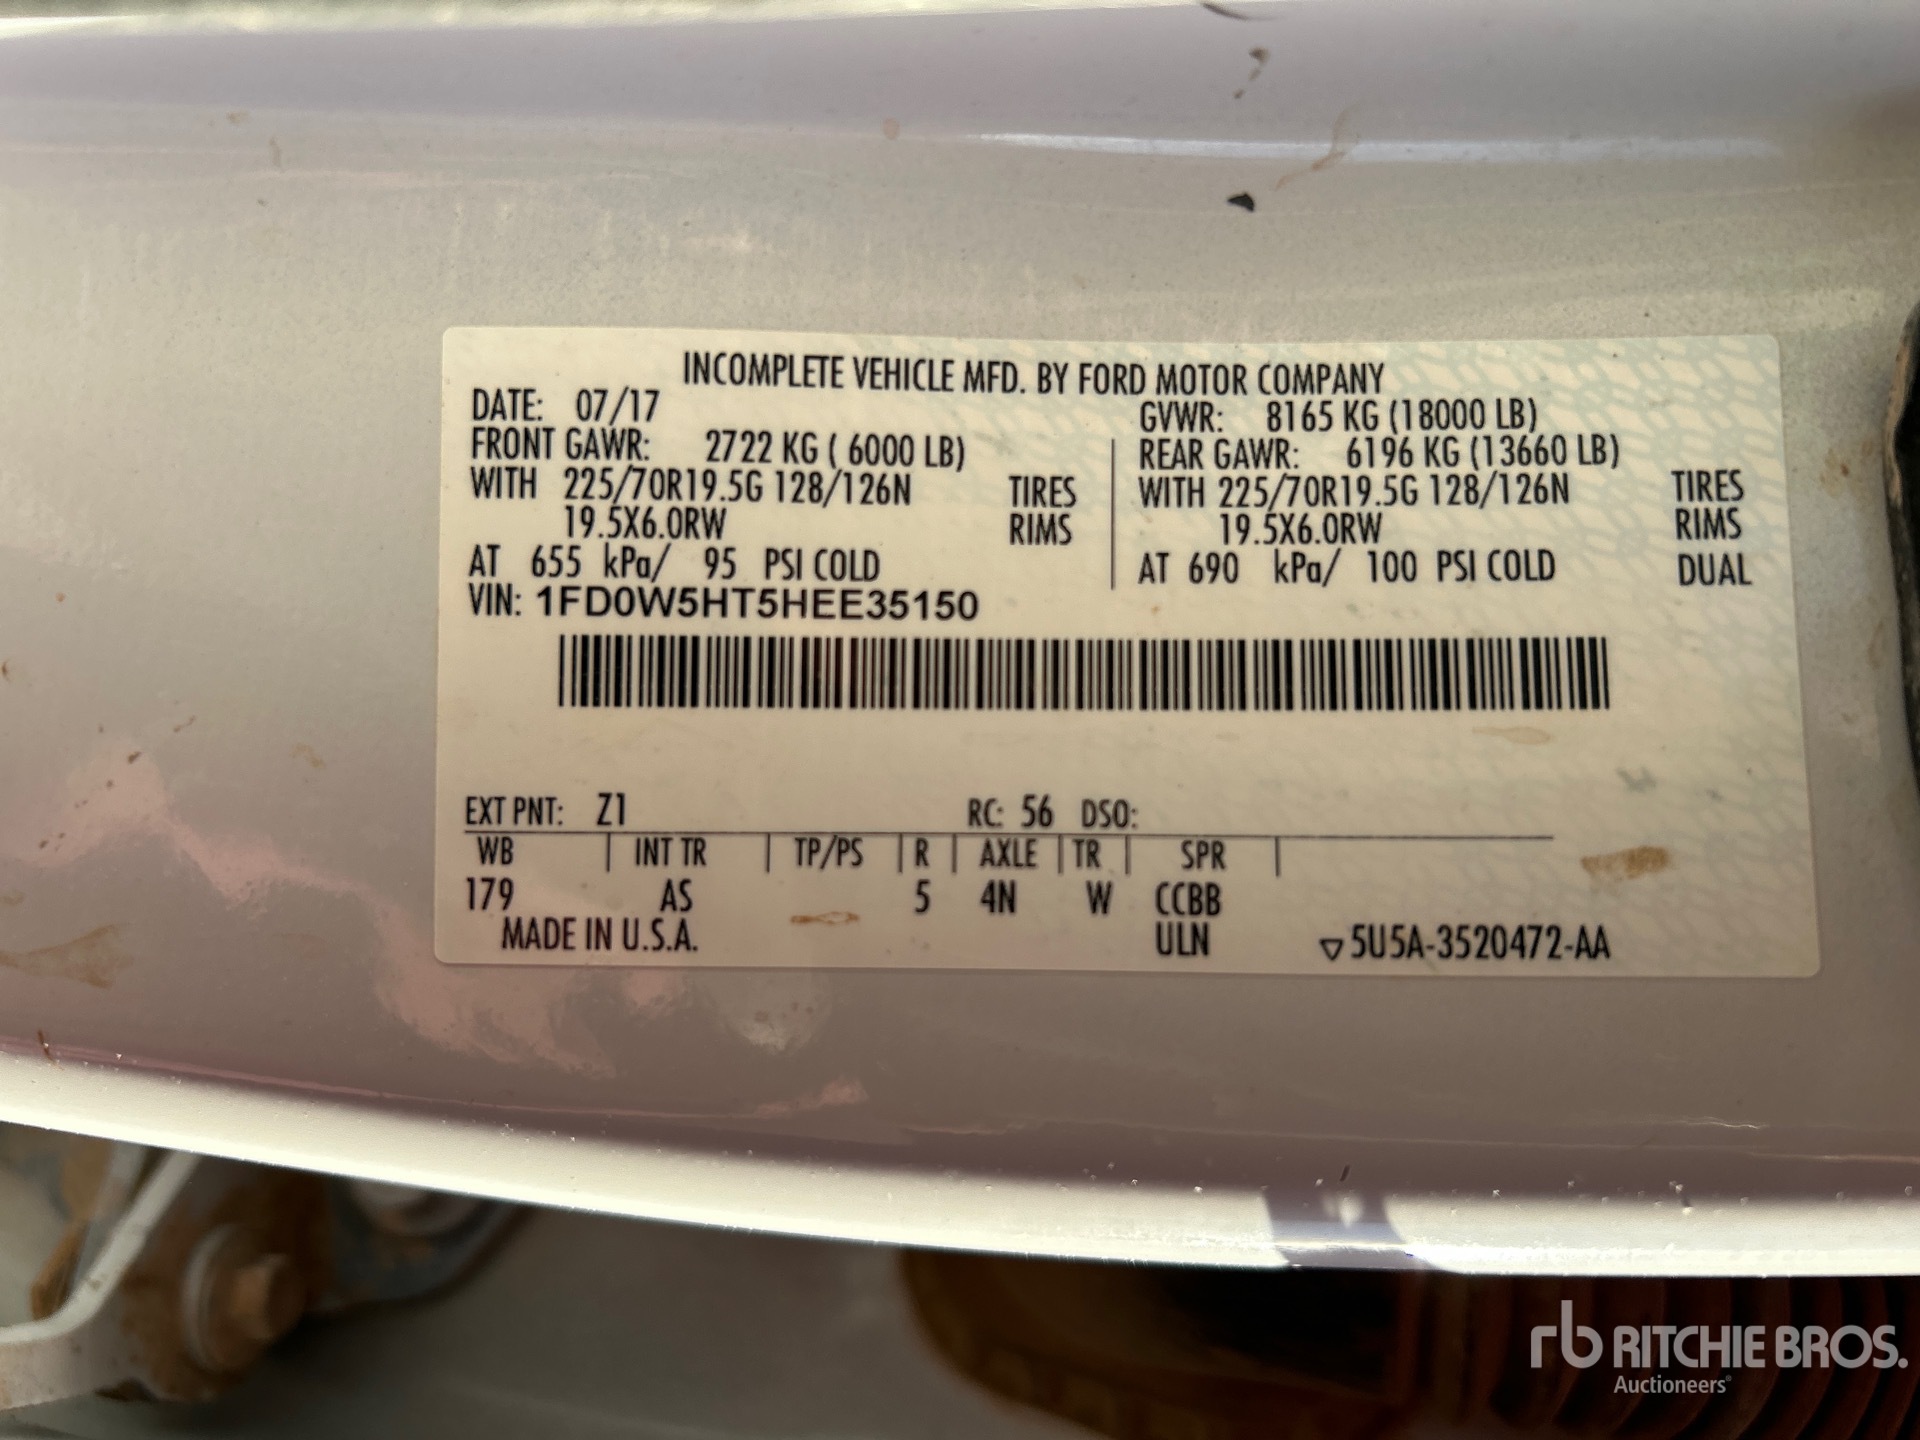 INCOMPLETE VEHICLE MFD. BY FORD MOTOR COMPANY
DATE: 07/17 GVWR: 8165 KG (18000 LB)
FRONT GAWR: 2722 KG ( 6000 LB) REAR GAWR: 6196 KG (13660 LB)
WITH 225/70R19.5G 128/126N TIRES WITH 225/70R19.5G 128/126N TIRES
19.5X6.0RW RIMS 19.5X6.0RW RIMS
AT 655 kPa/ 95 PSI COLD AT 690 kPa/ 100 PSI COLD DUAL
VIN: 1FD0W5HT5HEE35150
EXT PNT: Z1 RC: 56 DSO:
WB INT TR TP/PS R AXLE TR SPR
179 AS 5 4N W CCBB
MADE IN U.S.A. ULN 5U5A-3520472-AA
rb RITCHIE BROS.
Auctioneers